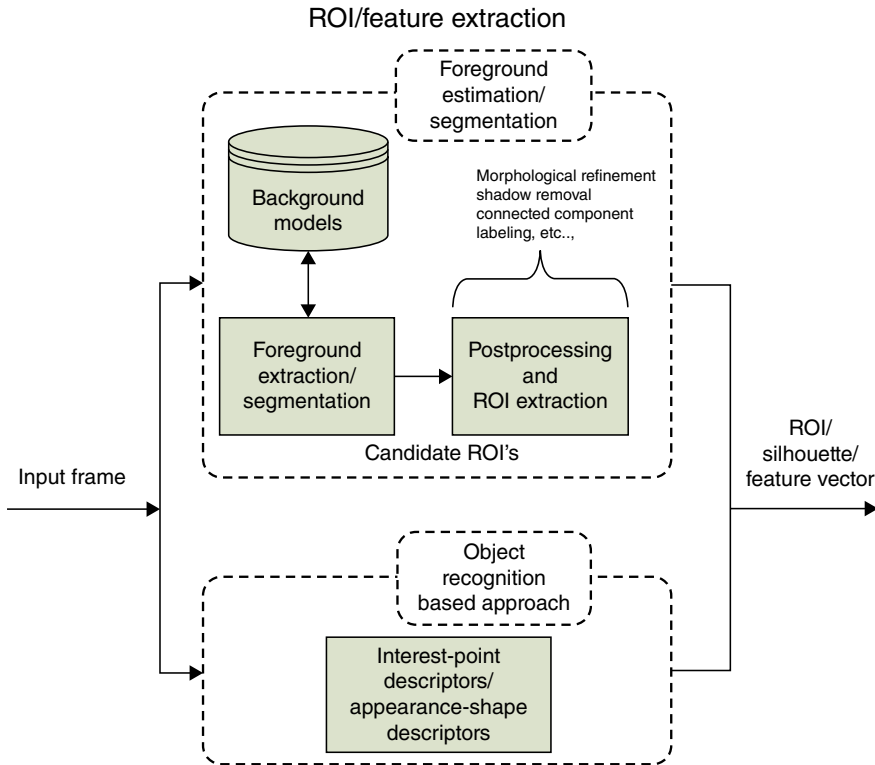 ROI/feature extraction
Foreground
estimation/
segmentation
Background
models
Morphological refinement
shadow removal
connected component
labeling, etc..,
Foreground
extraction/
segmentation
Postprocessing
and
ROI extraction
Candidate ROI's
Input frame
ROI/
silhouette/
feature vector
Object
recognition
based approach
Interest-point
descriptors/
appearance-shape
descriptors